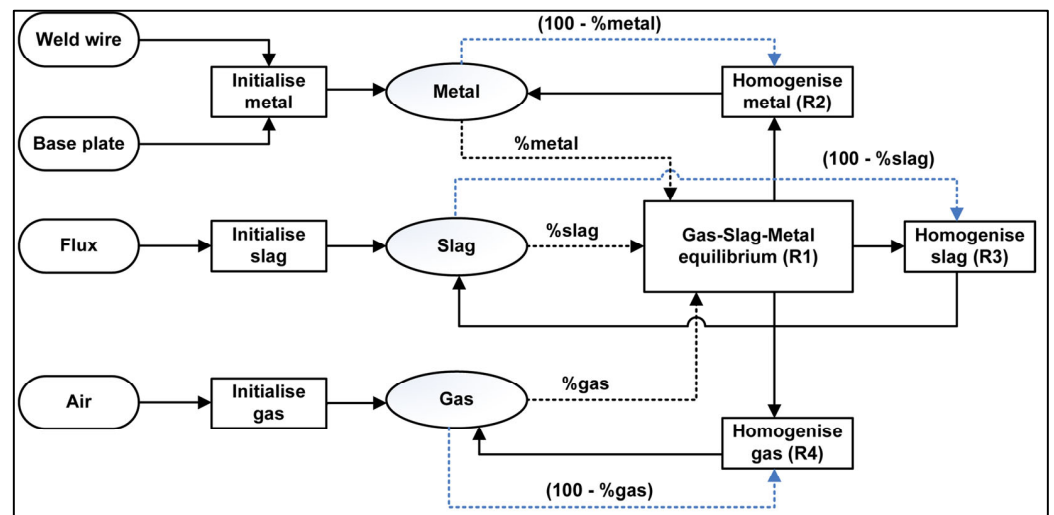 Weld wire
Base plate
Initialise
metal
Metal
(100 - %metal)
Homogenise
metal (R2)
%metal
(100 - %slag)
Flux
Initialise
slag
Slag
%slag
Gas-Slag-Metal
equilibrium (R1)
Homogenise
slag (R3)
Air
Initialise
gas
Gas
%gas
Homogenise
gas (R4)
(100 - %gas)